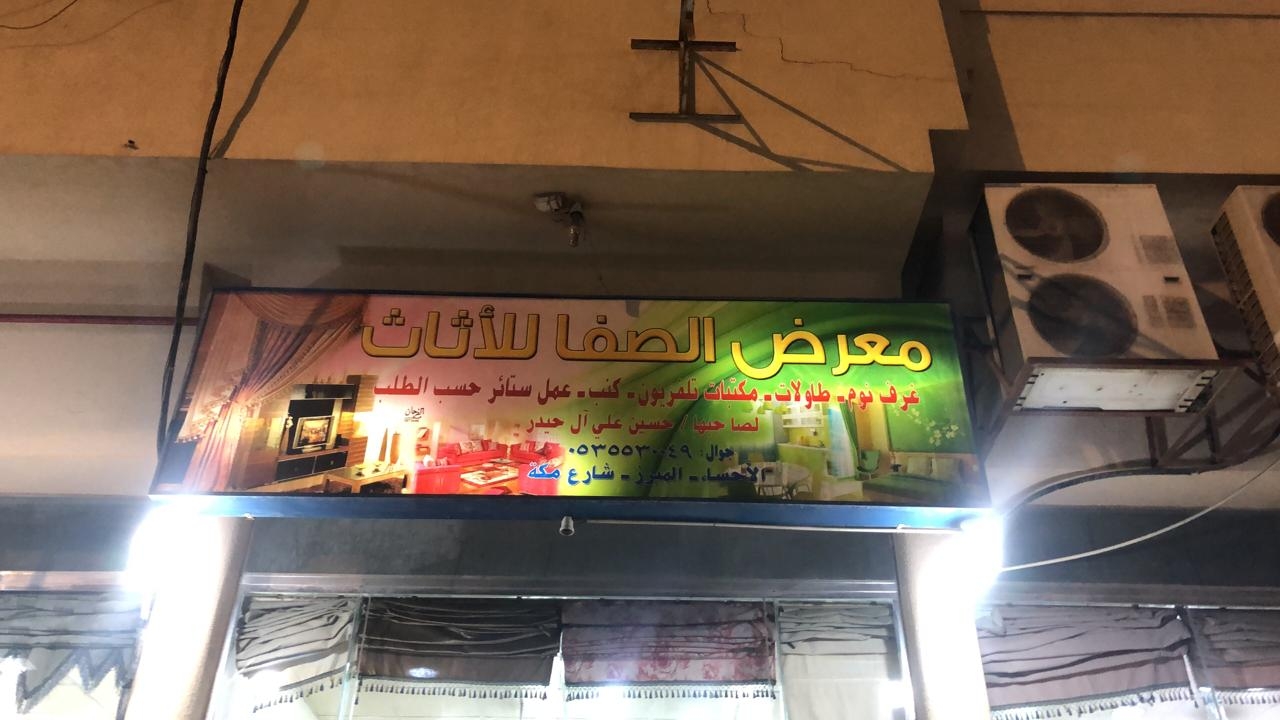 معرض الصفا للأثاث
غرف نوم ـ طاولات ـ مكتبات تلفزيون ـ كنب ـ عمل ستائر حسب الطلب
لصاحبها / حسين علي آل حيدر
جوال: ٠٥٣٥٥٣٠٠٤٩
الأحساء ـ المبرز ـ شارع مكة